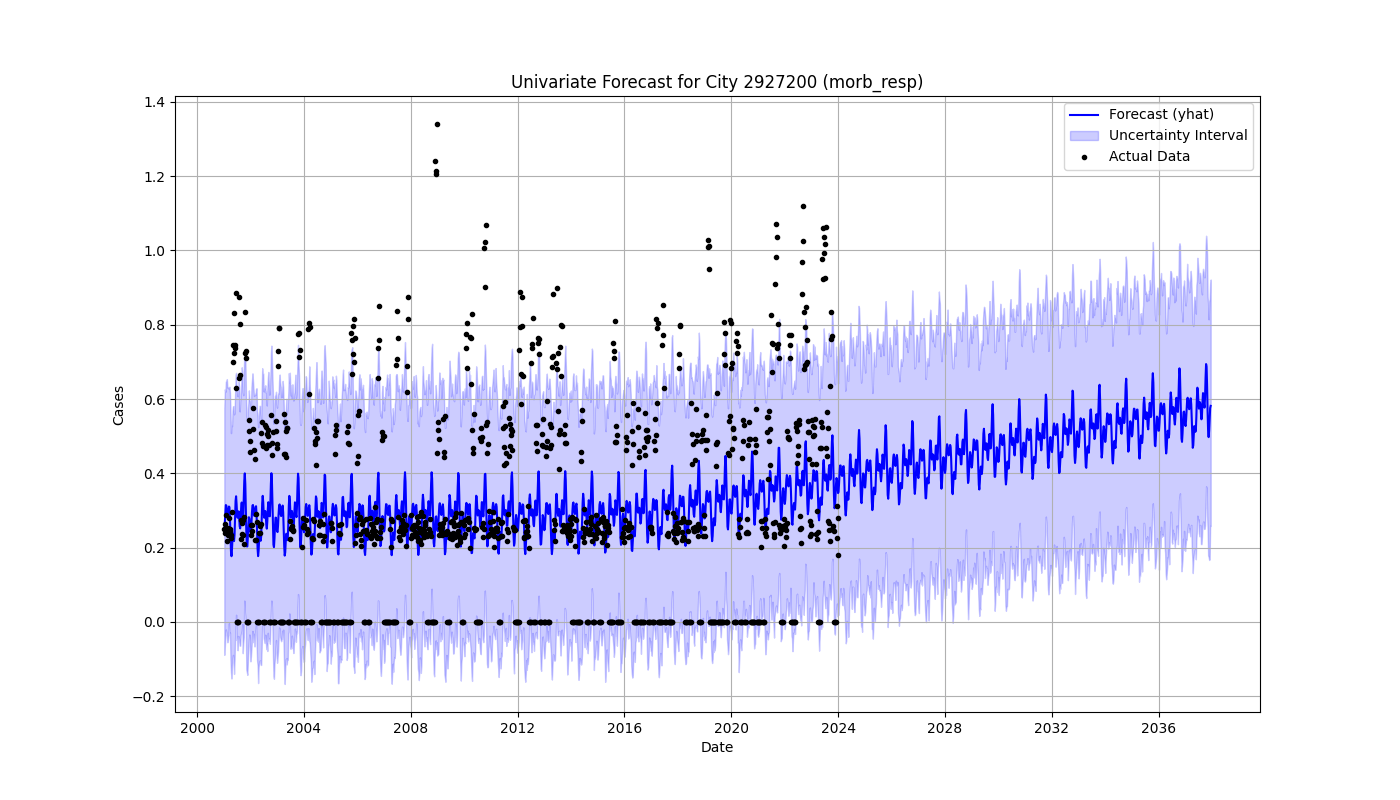 Univariate Forecast for City 2927200 (morb_resp)
Forecast (yhat)
Uncertainty Interval
Actual Data
Cases
1.4
1.2
1.0
0.8
0.6
0.4
0.2
0.0
−0.2
2000 2004 2008 2012 2016 2020 2024 2028 2032 2036
Date